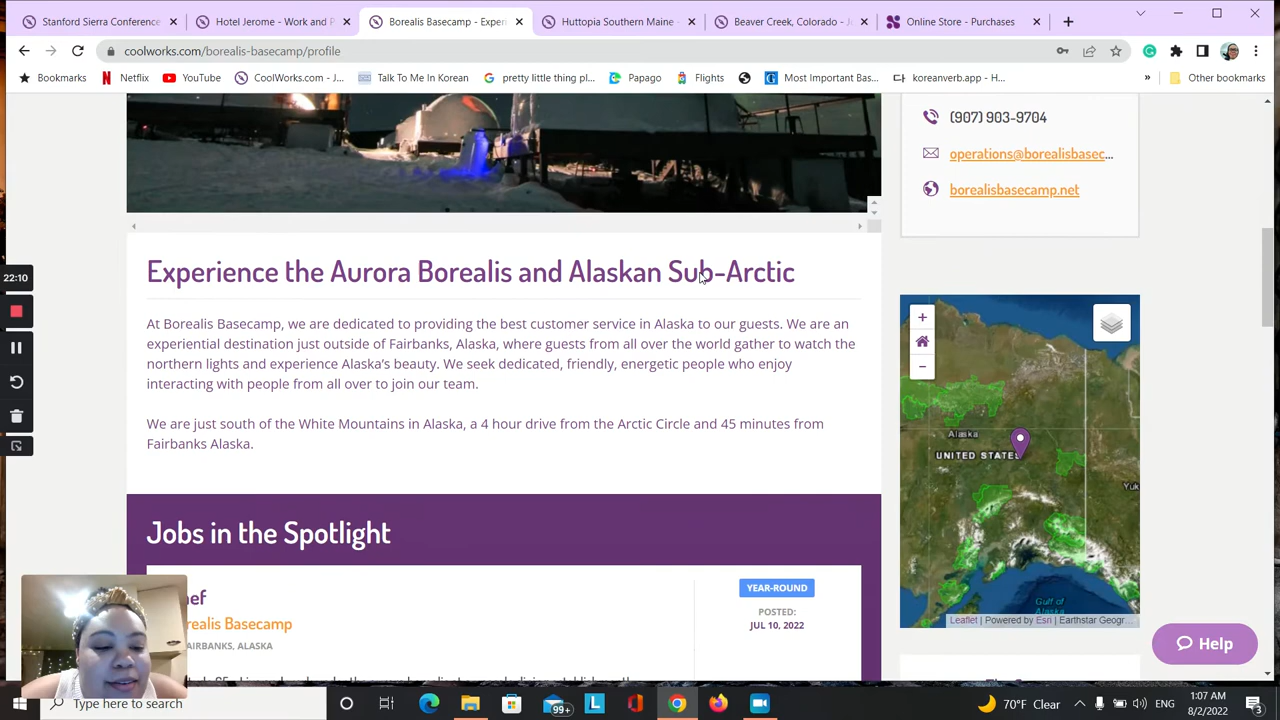 Stanford Sierra Conference
Hotel Jerome - Work and P
Borealis Basecamp - Exper
Huttopia Southern Maine -
Beaver Creek, Colorado - J
Online Store - Purchases
coolworks.com/borealis-basecamp/profile
Bookmarks
Netflix
YouTube
CoolWorks.com - J...
Talk To Me In Korean
pretty little thing pl...
Papago
Flights
Most Important Bas...
koreanverb.app - H...
»
Other bookmarks
(907) 903-9704
operations@borealisbasec...
borealisbasecamp.net
22:10
Experience the Aurora Borealis and Alaskan Sub-Arctic
At Borealis Basecamp, we are dedicated to providing the best customer service in Alaska to our guests. We are an
experiential destination just outside of Fairbanks, Alaska, where guests from all over the world gather to watch the
northern lights and experience Alaska's beauty. We seek dedicated, friendly, energetic people who enjoy
interacting with people from all over to join our team.
We are just south of the White Mountains in Alaska, a 4 hour drive from the Arctic Circle and 45 minutes from
Fairbanks Alaska.
+
−
Alaska
UNITED STATES
Yuk
Gulf of
Alaska
Leaflet | Powered by Esri | Earthstar Geogr...
Jobs in the Spotlight
ef
realis Basecamp
AIRBANKS, ALASKA
YEAR-ROUND
POSTED:
JUL 10, 2022
Help
Type here to search
99+
70°F Clear
1:07 AM
8/2/2022
3